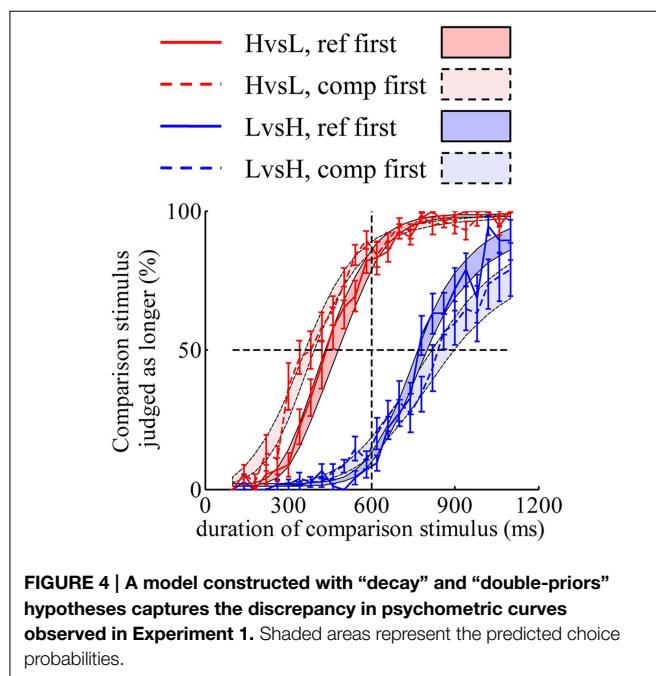 HvsL, ref first
HvsL, comp first
LvsH, ref first
LvsH, comp first
Comparison stimulus
judged as longer (%)
100
50
0
0 300 600 900 1200
duration of comparison stimulus (ms)
FIGURE 4 | A model constructed with “decay” and “double-priors”
hypotheses captures the discrepancy in psychometric curves
observed in Experiment 1. Shaded areas represent the predicted choice
probabilities.